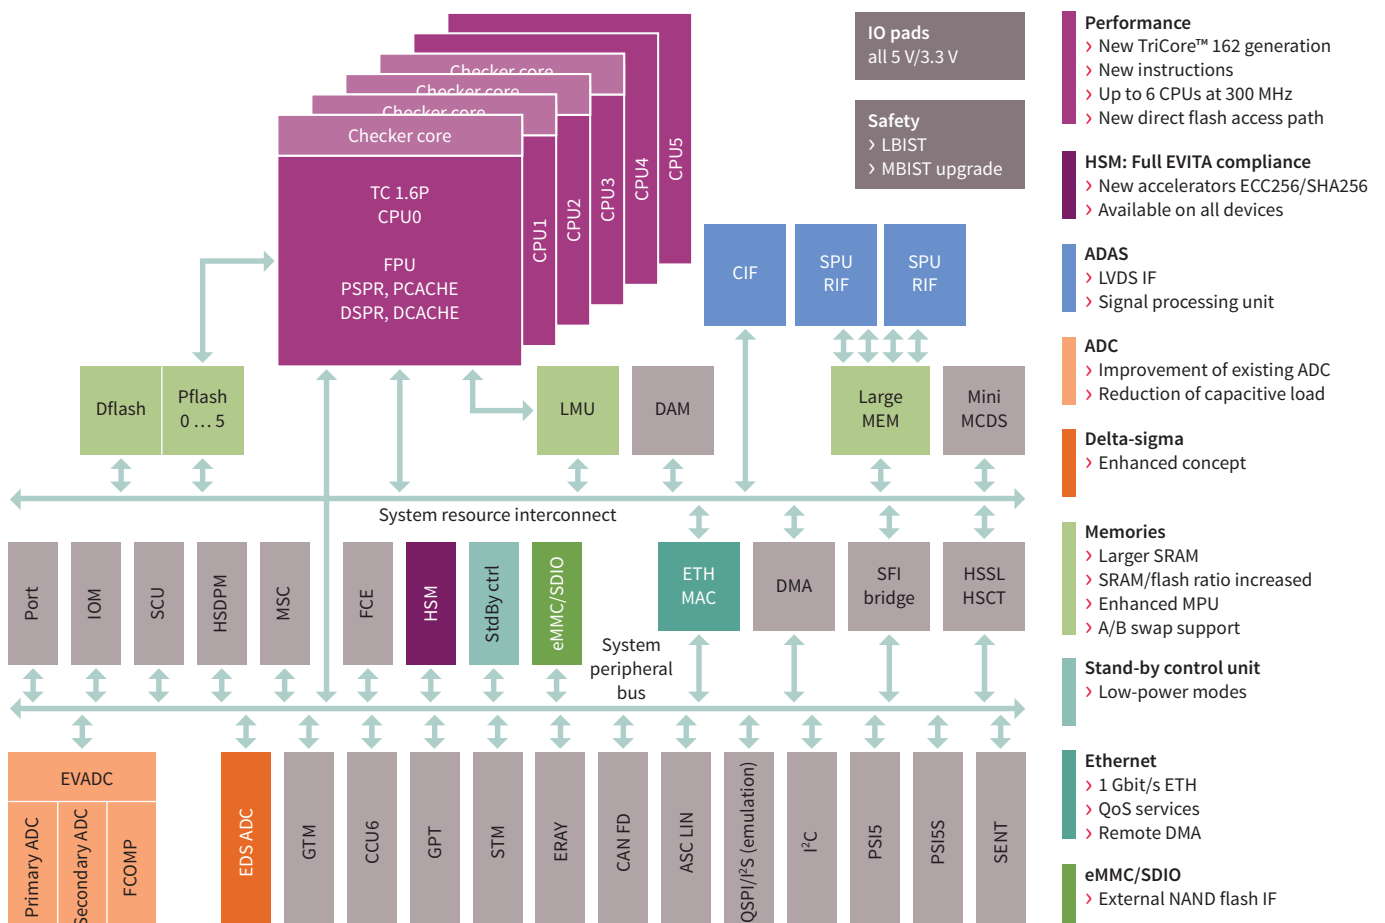 Checker core
Checker core
Checker core
Checker core
TC 1.6P
CPU0
FPU
PSPR, PCACHE
DSPR, DCACHE
CPU1
CPU2
CPU3
CPU4
CPU5
IO pads
all 5 V/3.3 V
Safety
› LBIST
› MBIST upgrade
CIF
SPU
RIF
SPU
RIF
Dflash
Pflash
0 … 5
LMU
DAM
Large
MEM
Mini
MCDS
System resource interconnect
Port
IOM
SCU
HSDPM
MSC
FCE
HSM
StdBy ctrl
eMMC/SDIO
System
peripheral
bus
ETH
MAC
DMA
SFI
bridge
HSSL
HSCT
EVADC
Primary ADC
Secondary ADC
FCOMP
EDS ADC
GTM
CCU6
GPT
STM
ERAY
CAN FD
ASC LIN
QSPI/I²S (emulation)
I²C
PSI5
PSI5S
SENT
Performance
› New TriCore™ 162 generation
› New instructions
› Up to 6 CPUs at 300 MHz
› New direct flash access path
HSM: Full EVITA compliance
› New accelerators ECC256/SHA256
› Available on all devices
ADAS
› LVDS IF
› Signal processing unit
ADC
› Improvement of existing ADC
› Reduction of capacitive load
Delta-sigma
› Enhanced concept
Memories
› Larger SRAM
› SRAM/flash ratio increased
› Enhanced MPU
› A/B swap support
Stand-by control unit
› Low-power modes
Ethernet
› 1 Gbit/s ETH
› QoS services
› Remote DMA
eMMC/SDIO
› External NAND flash IF